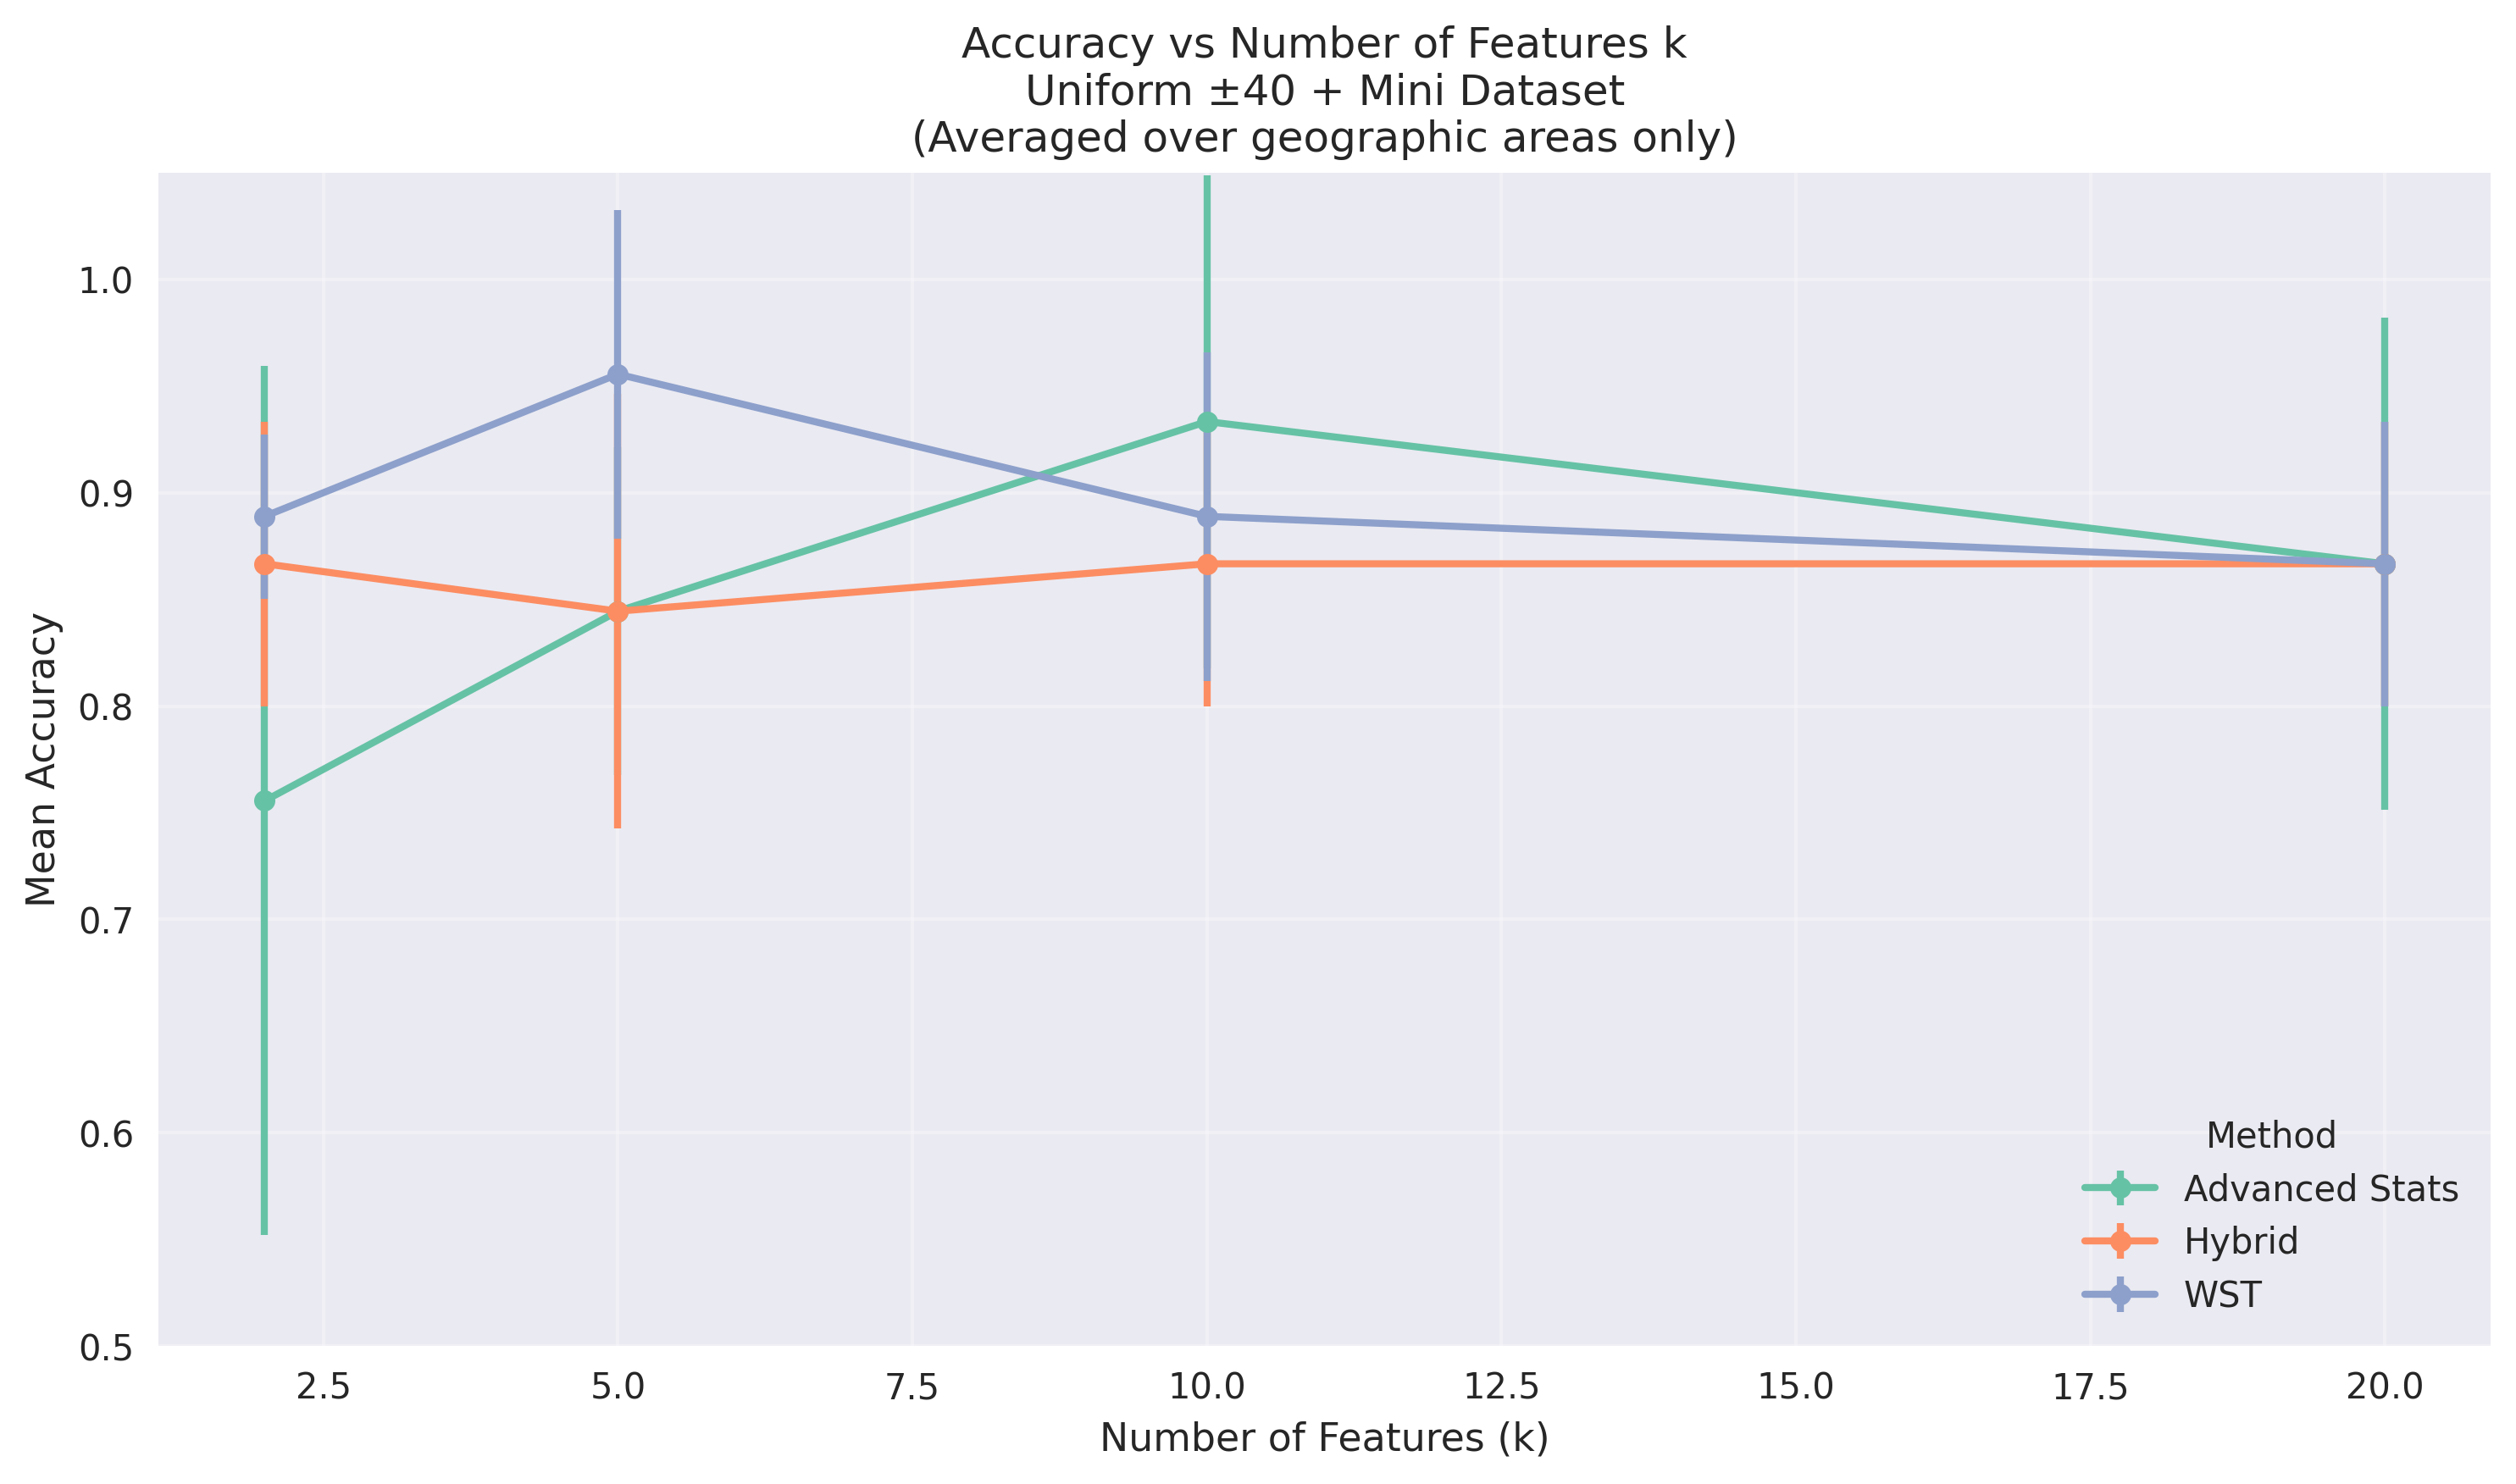 Accuracy vs Number of Features k
Uniform ±40 + Mini Dataset
(Averaged over geographic areas only)
Mean Accuracy
1.0
0.9
0.8
0.7
0.6
0.5
2.5
5.0
7.5
10.0
12.5
15.0
17.5
20.0
Number of Features (k)
Method
Advanced Stats
Hybrid
WST